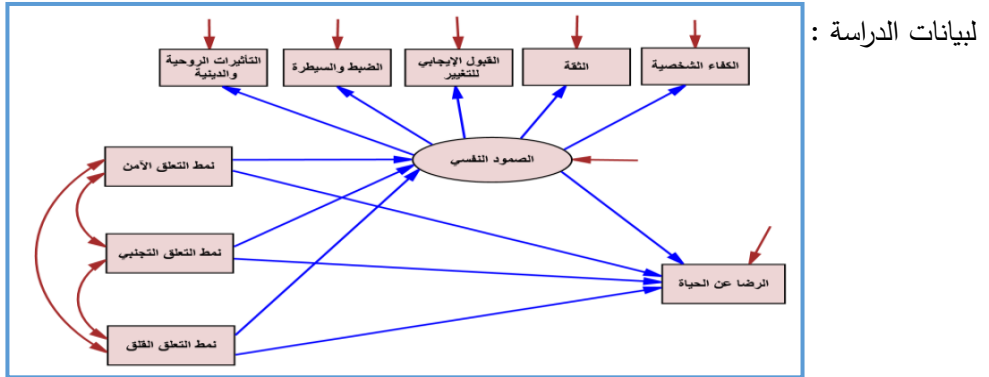 لبيانات الدراسة :
الكفاء الشخصية
الثقة
القبول الإيجابي
للتغيير
الضبط والسيطرة
التأثيرات الروحية
والدينية
الصمود النفسي
نمط التعلق الآمن
نمط التعلق التجنبي
الرضا عن الحياة
نمط التعلق القلق